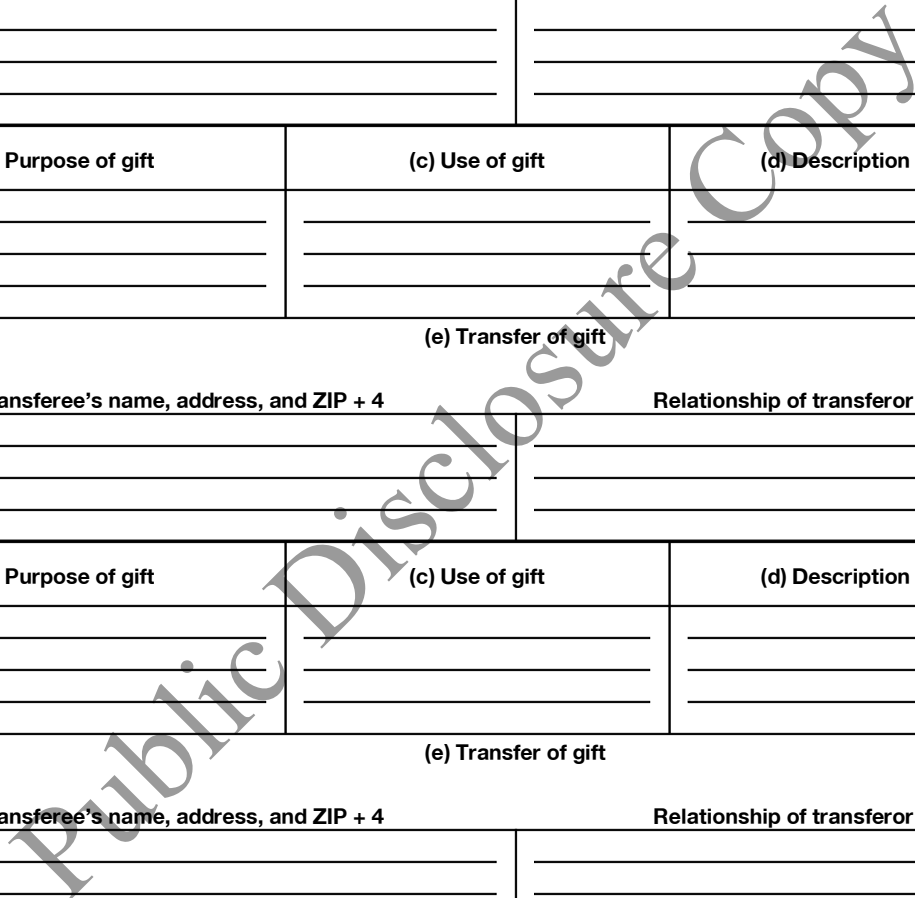 Purpose of gift (c) Use of gift (d) Description
(e) Transfer of gift
ansferee’s name, address, and ZIP + 4 Relationship of transferor
Purpose of gift (c) Use of gift (d) Description
(e) Transfer of gift
ansferee’s name, address, and ZIP + 4 Relationship of transferor
Public Disclosure Copy